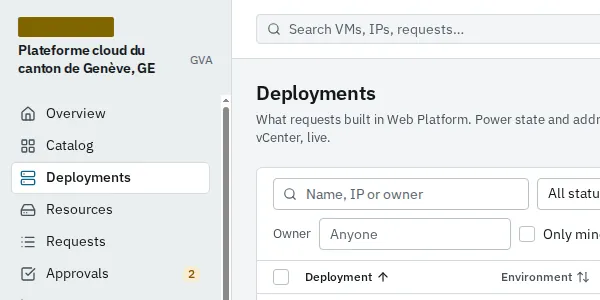 Plateforme cloud du
canton de Genève, GE
GVA
Overview
Catalog
Deployments
Resources
Requests
Approvals 2
Search VMs, IPs, requests...
Deployments
What requests built in Web Platform. Power state and addr
vCenter, live.
Name, IP or owner
All statu
Owner Anyone Only min
Deployment Environment